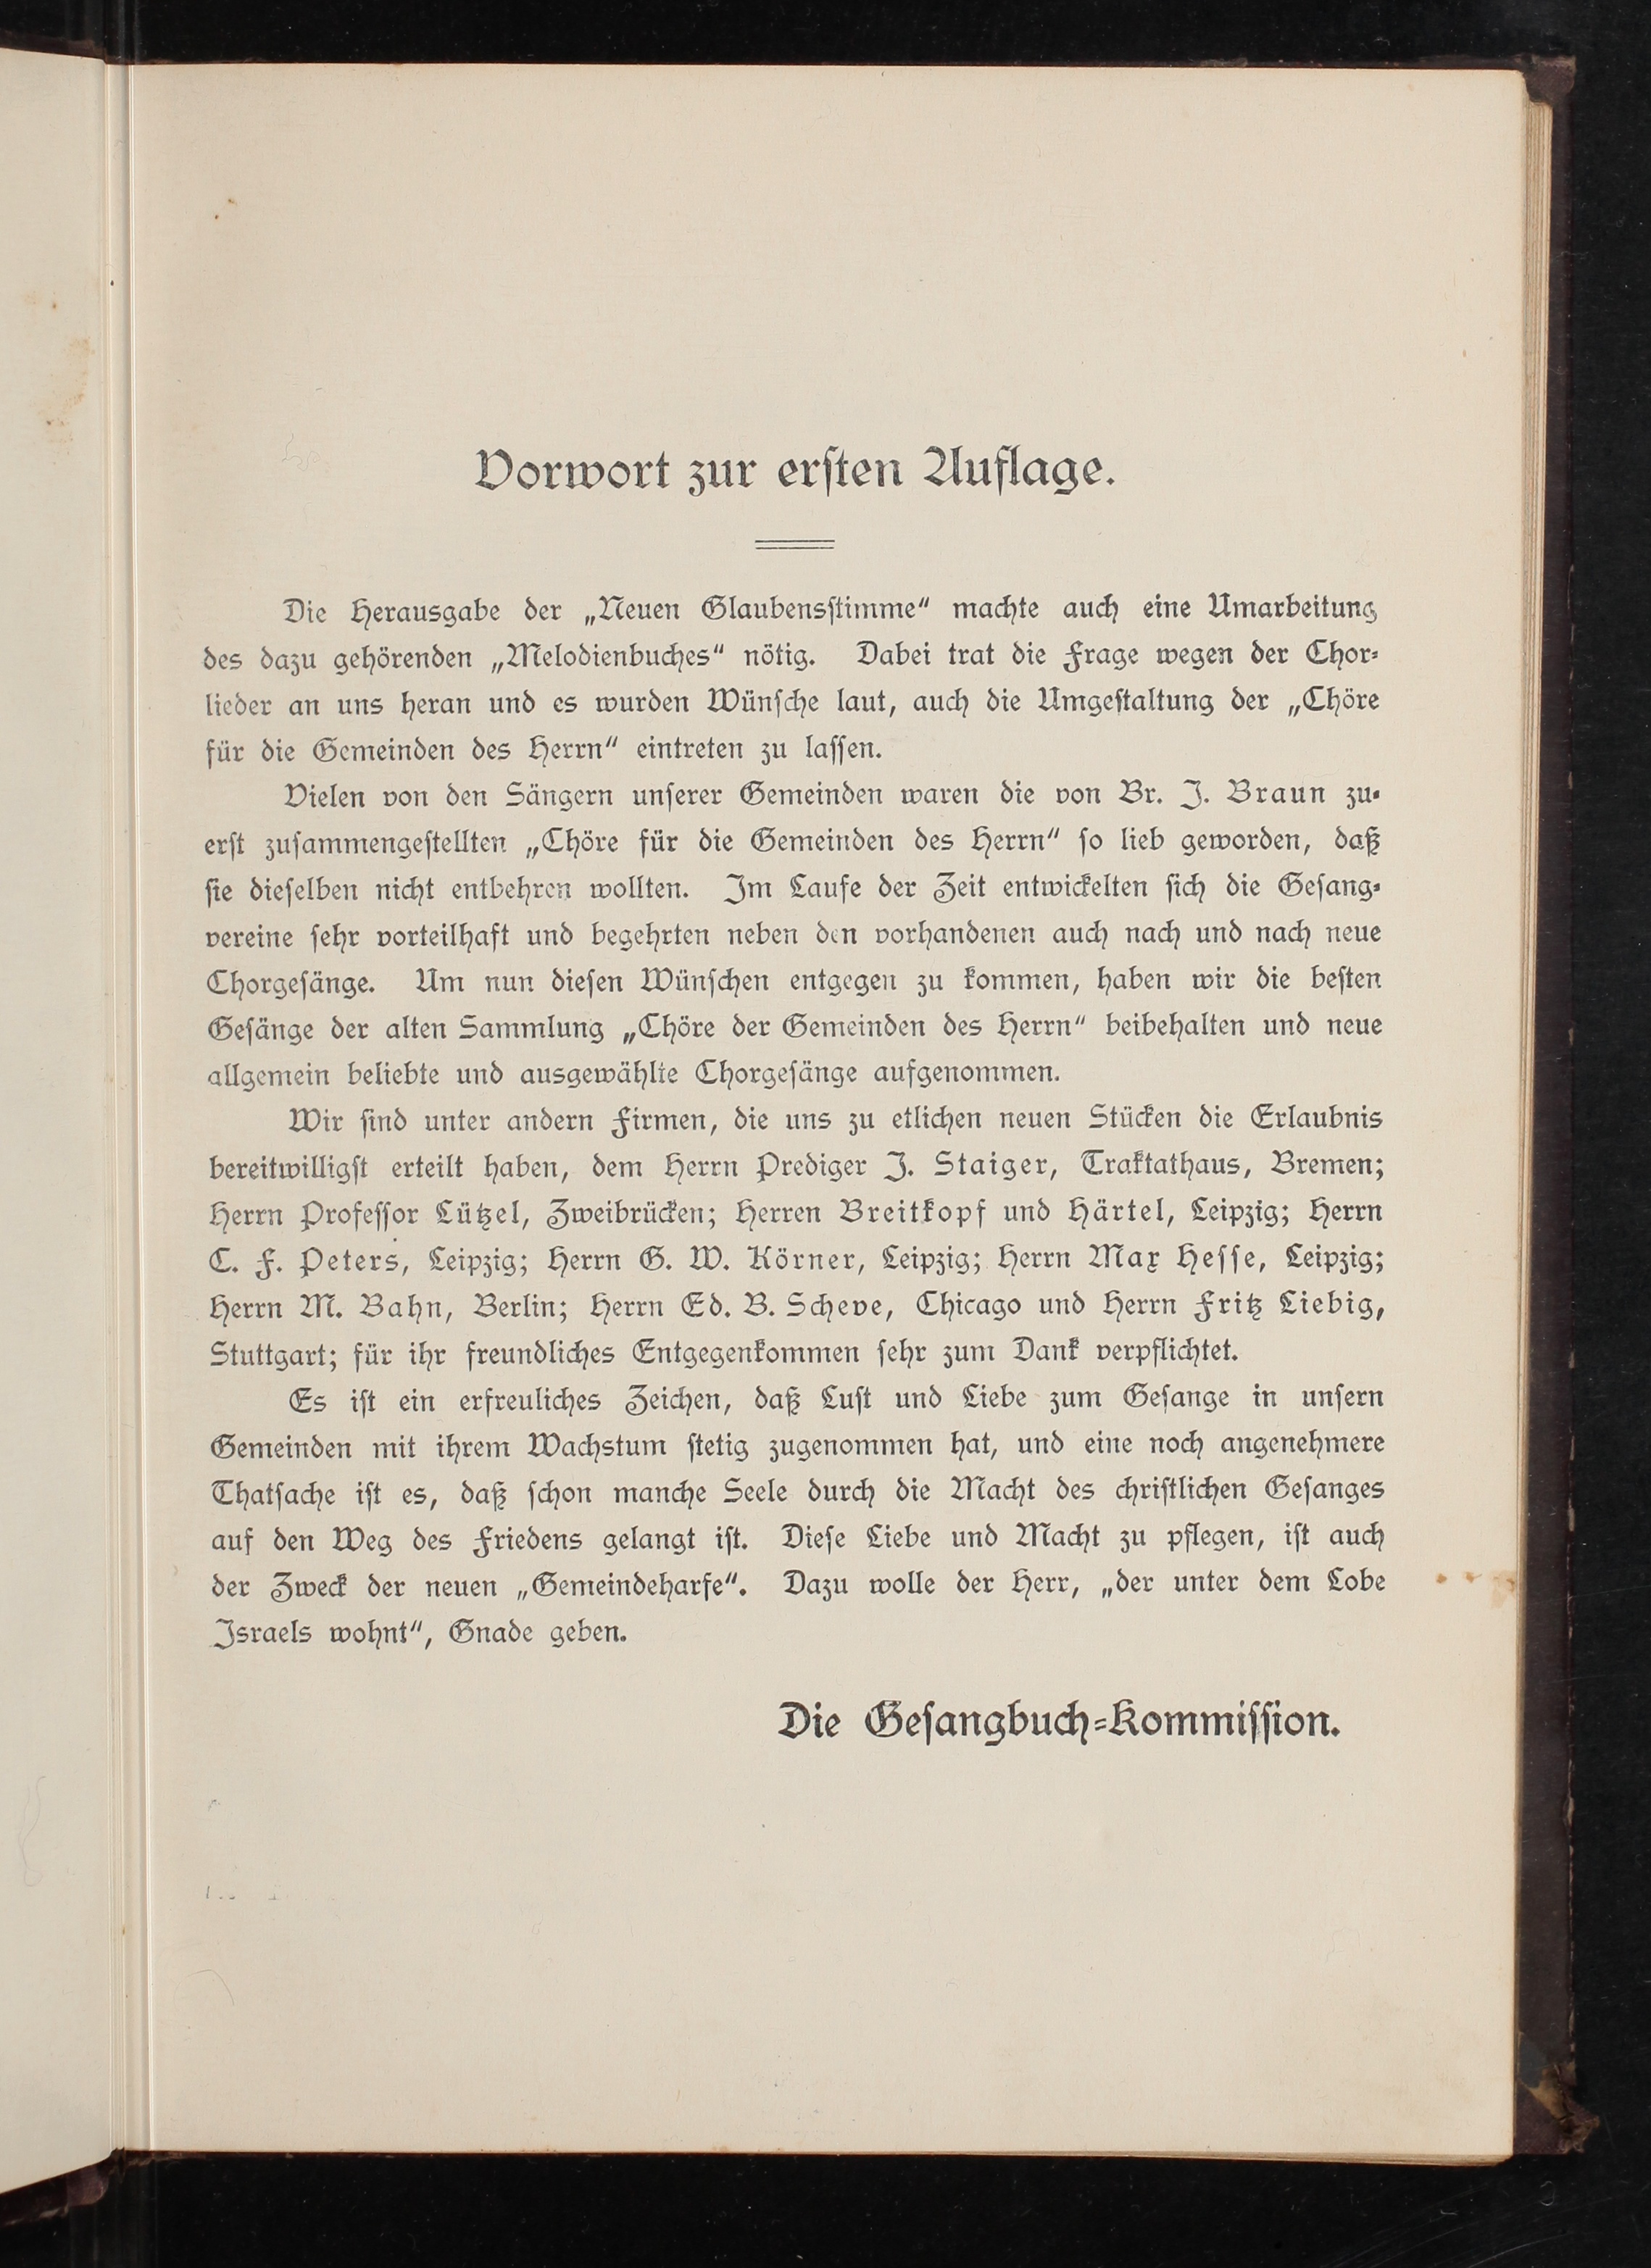 Vorwort zur ersten Auflage.
Die Herausgabe der „Neuen Glaubensstimme“ machte auch eine Umarbeitung
des dazu gehörenden „Melodienbuches“ nötig. Dabei trat die Frage wegen der Chor-
lieder an uns heran und es wurden Wünsche laut, auch die Umgestaltung der „Chöre
für die Gemeinden des Herrn“ eintreten zu lassen.
Vielen von den Sängern unserer Gemeinden waren die von Br. J. Braun zu-
erst zusammengestellten „Chöre für die Gemeinden des Herrn“ so lieb geworden, daß
sie dieselben nicht entbehren wollten. Im Laufe der Zeit entwickelten sich die Gesang-
vereine sehr vorteilhaft und begehrten neben den vorhandenen auch nach und nach neue
Chorgesänge. Um nun diesen Wünschen entgegen zu kommen, haben wir die besten
Gesänge der alten Sammlung „Chöre der Gemeinden des Herrn“ beibehalten und neue
allgemein beliebte und ausgewählte Chorgesänge aufgenommen.
Wir sind unter andern Firmen, die uns zu etlichen neuen Stücken die Erlaubnis
bereitwilligst erteilt haben, dem Herrn Prediger J. Staiger, Traktathaus, Bremen;
Herrn Professor Lützel, Zweibrücken; Herren Breitkopf und Härtel, Leipzig; Herrn
C. F. Peters, Leipzig; Herrn G. W. Körner, Leipzig; Herrn Max Hesse, Leipzig;
Herrn M. Bahn, Berlin; Herrn Ed. B. Scheve, Chicago und Herrn Fritz Liebig,
Stuttgart; für ihr freundliches Entgegenkommen sehr zum Dank verpflichtet.
Es ist ein erfreuliches Zeichen, daß Lust und Liebe zum Gesange in unsern
Gemeinden mit ihrem Wachstum stetig zugenommen hat, und eine noch angenehmere
Thatsache ist es, daß schon manche Seele durch die Macht des christlichen Gesanges
auf den Weg des Friedens gelangt ist. Diese Liebe und Macht zu pflegen, ist auch
der Zweck der neuen „Gemeindeharfe“. Dazu wolle der Herr, „der unter dem Lobe
Israels wohnt“, Gnade geben.
Die Gesangbuch-Kommission.